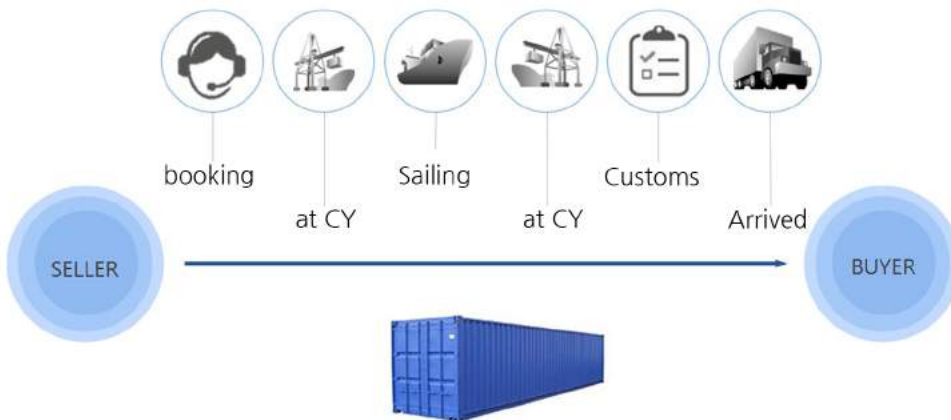 booking
Sailing
Customs
at CY
at CY
Arrived
SELLER
BUYER